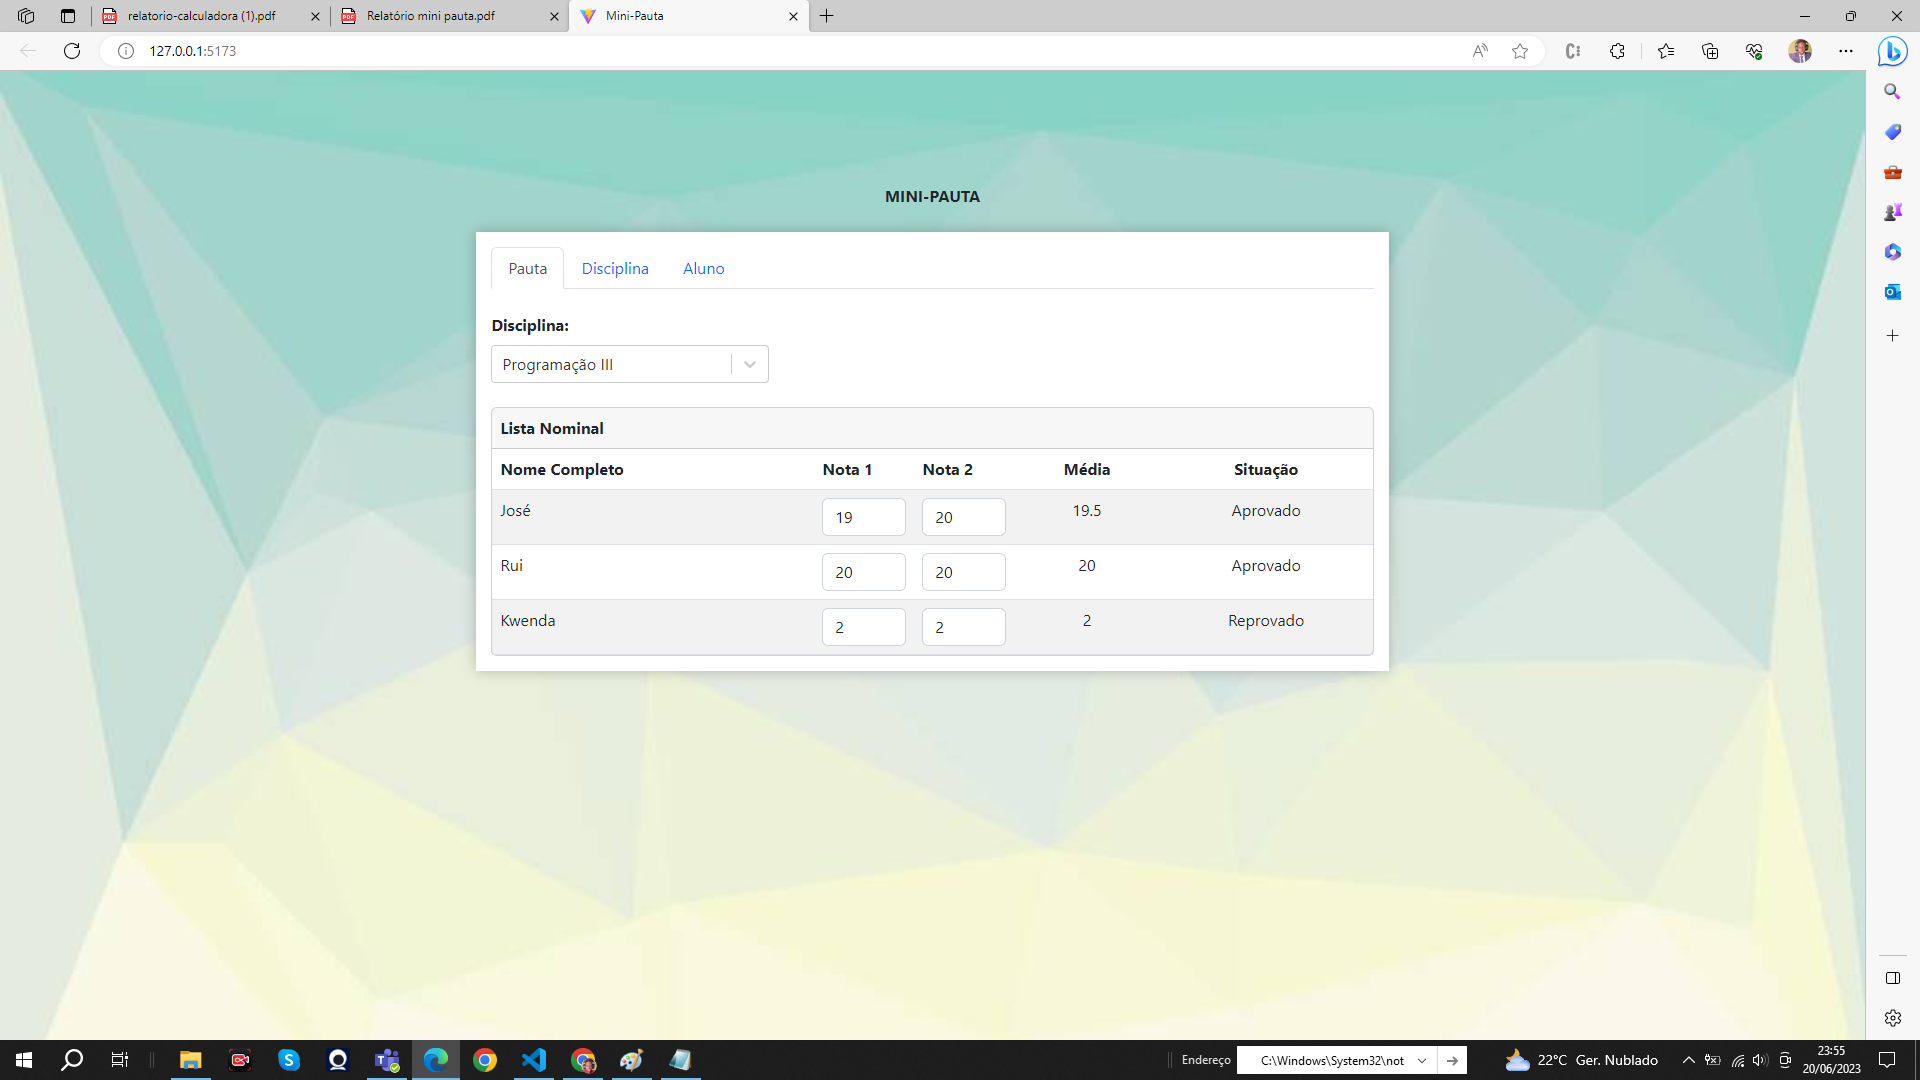 relatorio-calculadora (1).pdf
Relatório mini pauta.pdf
Mini-Pauta
127.0.0.1:5173
MINI-PAUTA
Pauta Disciplina Aluno
Disciplina:
Programação III
Lista Nominal
Nome Completo Nota 1 Nota 2 Média Situação
José 19 20 19.5 Aprovado
Rui 20 20 20 Aprovado
Kwenda 2 2 2 Reprovado
Endereço C:\Windows\System32\not
22°C Ger. Nublado
23:55
20/06/2023